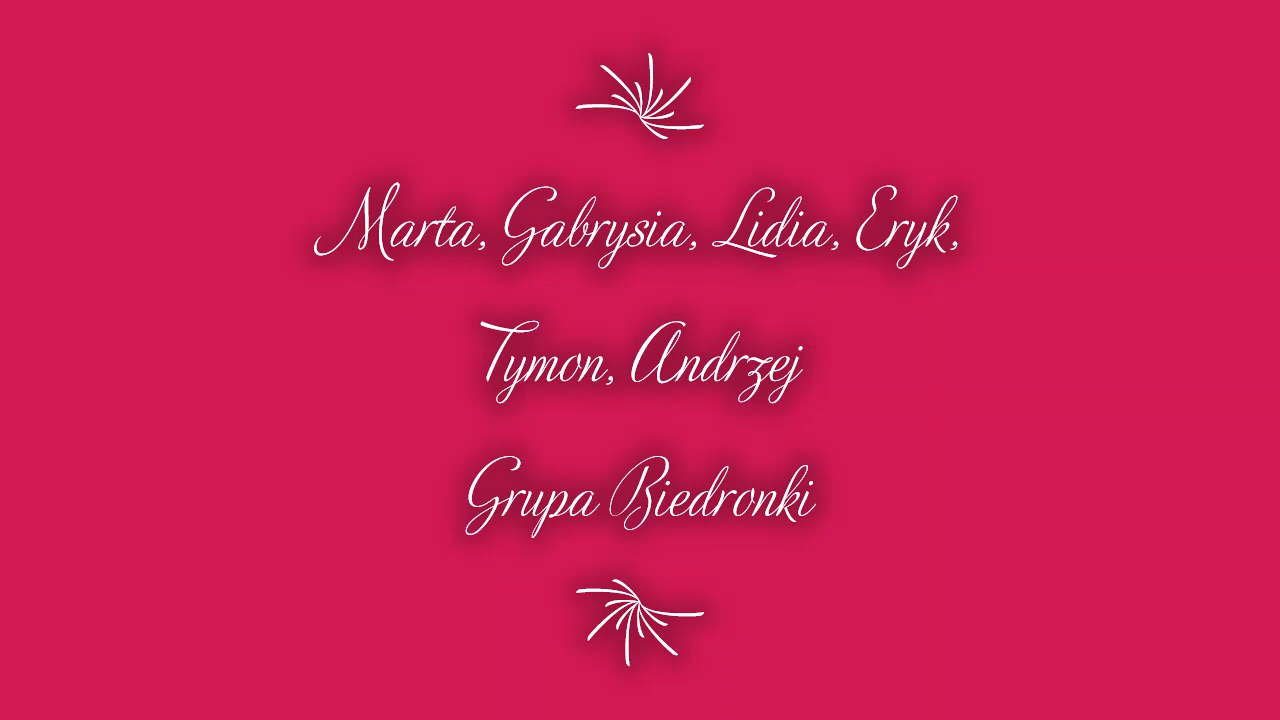 Marta, Gabrysia, Lidia, Eryk,
Tymon, Andrzej
Grupa Biedronki